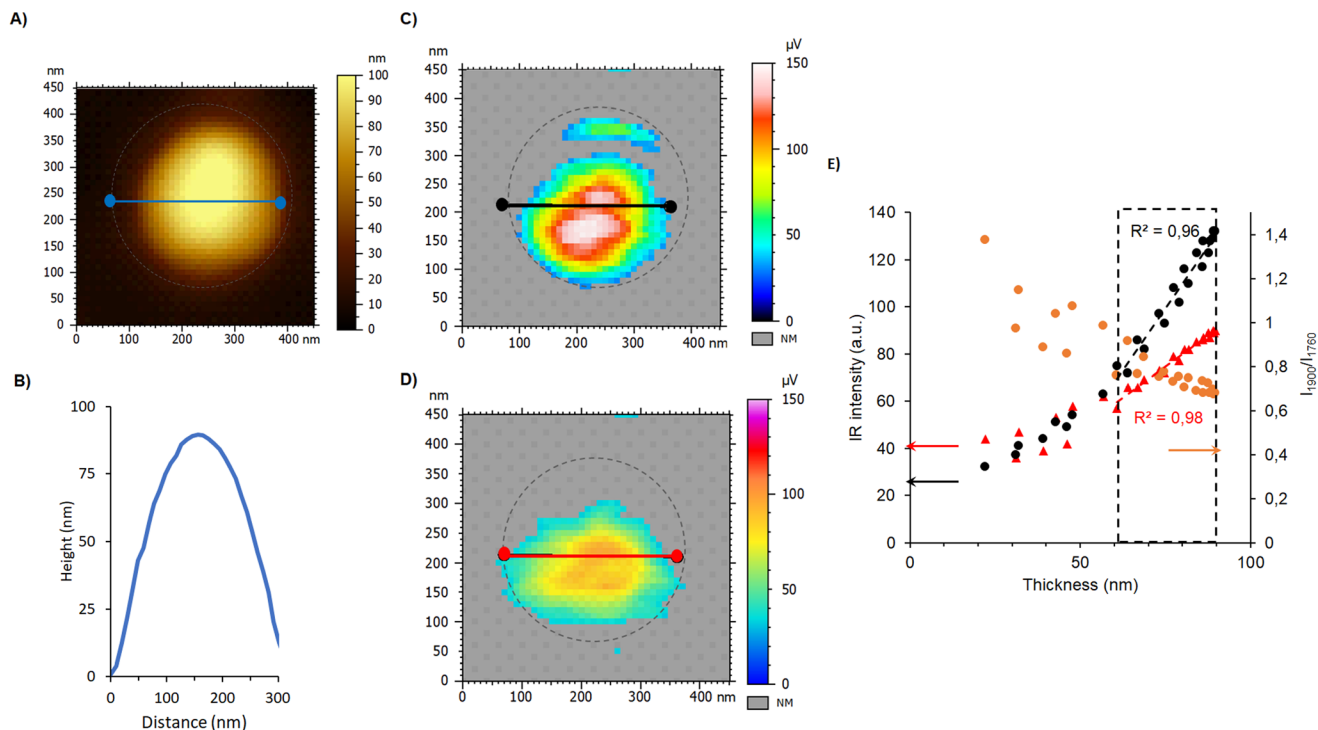 A)
nm
450
400
350
300
250
200
150
100
50
0
0 100 200 300 400 nm
nm
100
90
80
70
60
50
40
30
20
10
0
B)
100
75
50
25
0
Height (nm)
0 100 200 300
Distance (nm)
C)
nm
450
400
350
300
250
200
150
100
50
0
0 100 200 300 400 nm
µV
150
100
50
0
NM
D)
nm
450
400
350
300
250
200
150
100
50
0
0 100 200 300 400 nm
µV
150
100
50
0
NM
E)
140
120
100
80
60
40
20
0
IR intensity (a.u.)
R² = 0,96
R² = 0,98
1,4
1,2
1
0,8
0,6
0,4
0,2
0
I1900/I1760
0 50 100
Thickness (nm)